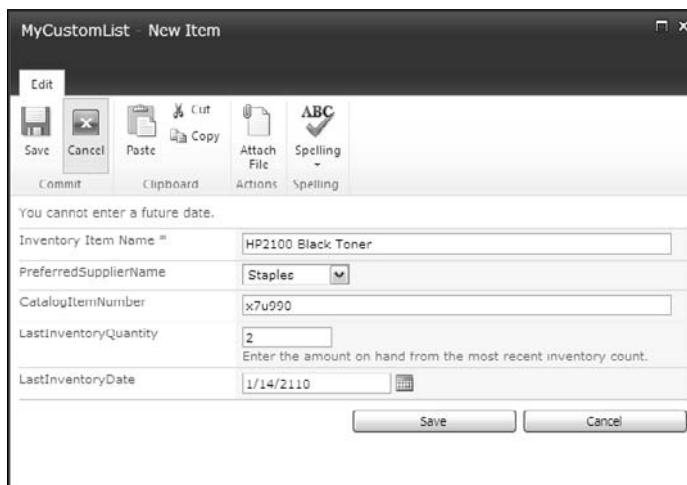 MyCustomList - New Item
Edit
Save
Cancel
Paste
Cut
Copy
Attach File
ABC
Spelling
Commit
Clipboard
Actions
Spelling
You cannot enter a future date.
Inventory Item Name *
HP2100 Black Toner
PreferredSupplierName
Staples
CatalogItemNumber
x7u990
LastInventoryQuantity
2
Enter the amount on hand from the most recent inventory count.
LastInventoryDate
1/14/2110
Save
Cancel